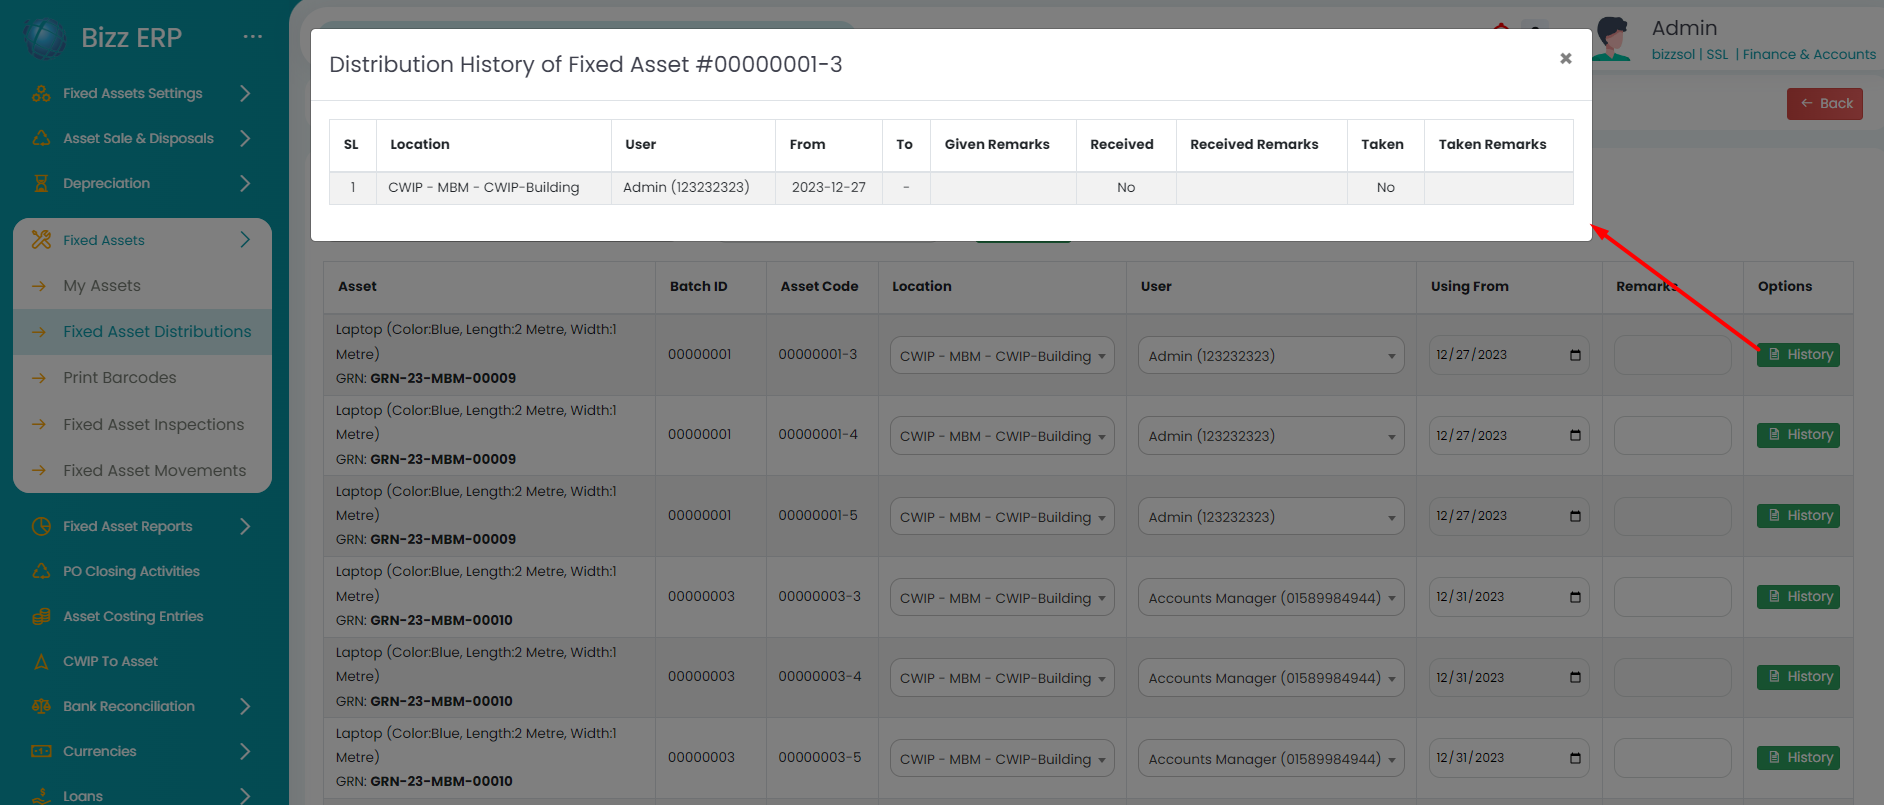 Bizz ERP
Fixed Assets Settings
Asset Sale & Disposals
Depreciation
Fixed Assets
My Assets
Fixed Asset Distributions
Print Barcodes
Fixed Asset Inspections
Fixed Asset Movements
Fixed Asset Reports
PO Closing Activities
Asset Costing Entries
CWIP To Asset
Bank Reconciliation
Currencies
Loans
Admin
bizzsol | SSL | Finance & Accounts
Back
Distribution History of Fixed Asset #00000001-3
SL Location User From To Given Remarks Received Received Remarks Taken Taken Remarks
1 CWIP - MBM - CWIP-Building Admin (123232323) 2023-12-27 - No No
Asset Batch ID Asset Code Location User Using From Remarks Options
Laptop (Color:Blue, Length:2 Metre, Width:1
Metre)
GRN: GRN-23-MBM-00009
00000001 00000001-3 CWIP - MBM - CWIP-Building Admin (123232323) 12/27/2023 History
Laptop (Color:Blue, Length:2 Metre, Width:1
Metre)
GRN: GRN-23-MBM-00009
00000001 00000001-4 CWIP - MBM - CWIP-Building Admin (123232323) 12/27/2023 History
Laptop (Color:Blue, Length:2 Metre, Width:1
Metre)
GRN: GRN-23-MBM-00009
00000001 00000001-5 CWIP - MBM - CWIP-Building Admin (123232323) 12/27/2023 History
Laptop (Color:Blue, Length:2 Metre, Width:1
Metre)
GRN: GRN-23-MBM-00010
00000003 00000003-3 CWIP - MBM - CWIP-Building Accounts Manager (01589984944) 12/31/2023 History
Laptop (Color:Blue, Length:2 Metre, Width:1
Metre)
GRN: GRN-23-MBM-00010
00000003 00000003-4 CWIP - MBM - CWIP-Building Accounts Manager (01589984944) 12/31/2023 History
Laptop (Color:Blue, Length:2 Metre, Width:1
Metre)
GRN: GRN-23-MBM-00010
00000003 00000003-5 CWIP - MBM - CWIP-Building Accounts Manager (01589984944) 12/31/2023 History